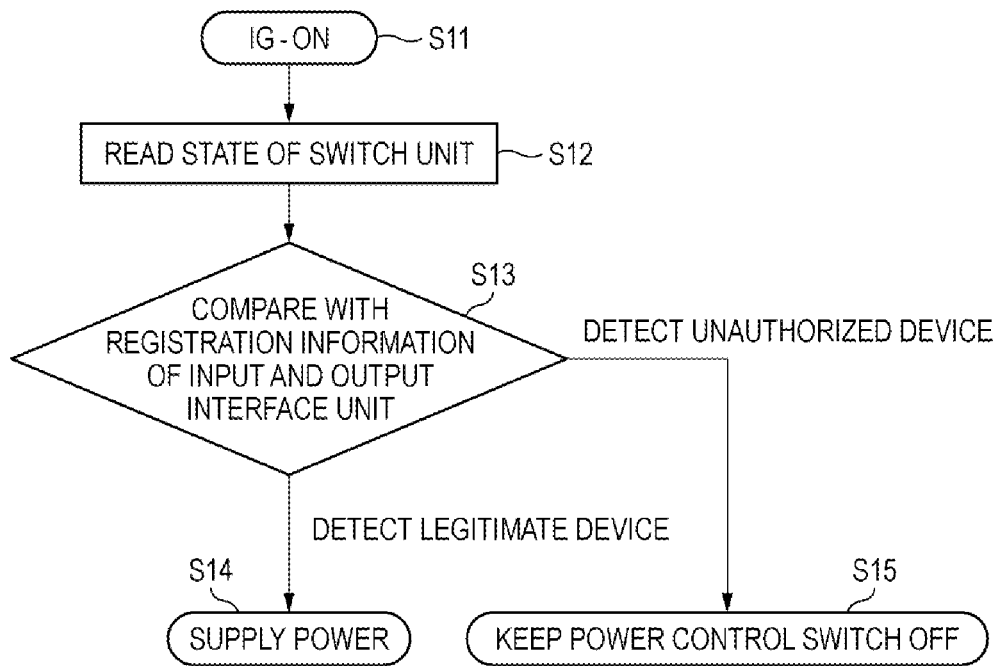 IG-ON
S11
READ STATE OF SWITCH UNIT
S12
S13
COMPARE WITH
REGISTRATION INFORMATION
OF INPUT AND OUTPUT
INTERFACE UNIT
DETECT UNAUTHORIZED DEVICE
DETECT LEGITIMATE DEVICE
S14
SUPPLY POWER
S15
KEEP POWER CONTROL SWITCH OFF